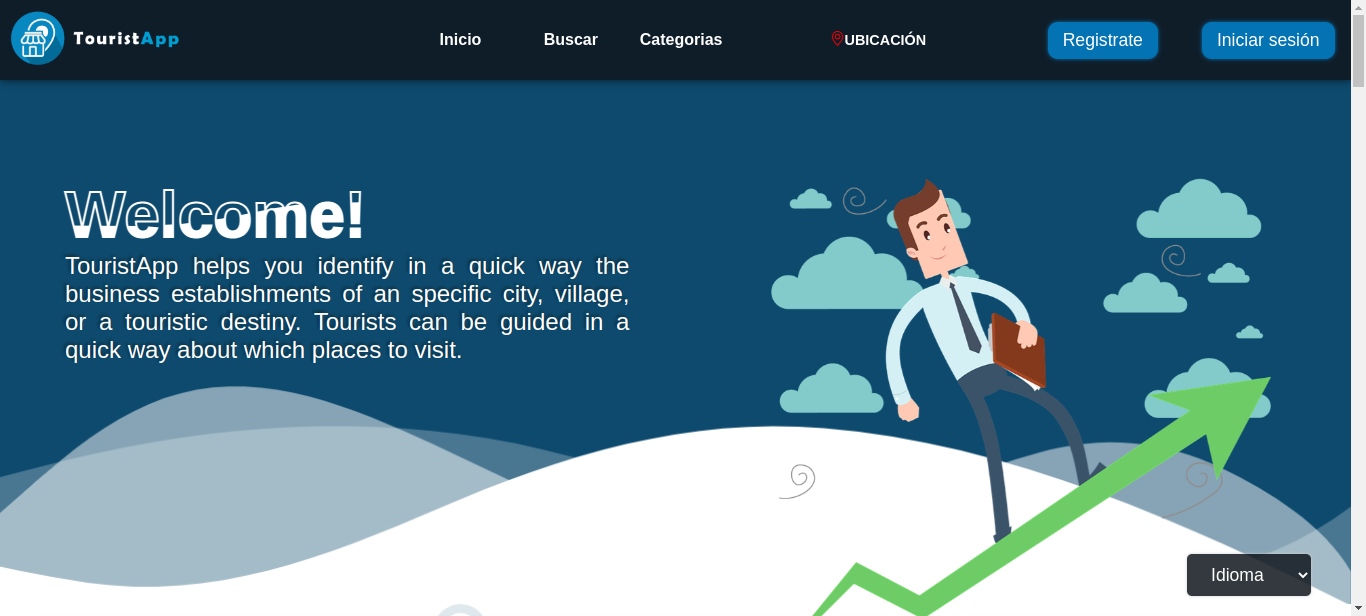 TouristApp
Inicio
Buscar
Categorias
UBICACIÓN
Registrate
Iniciar sesión
Welcome!
TouristApp helps you identify in a quick way the
business establishments of an specific city, village,
or a touristic destiny. Tourists can be guided in a
quick way about which places to visit.
Idioma